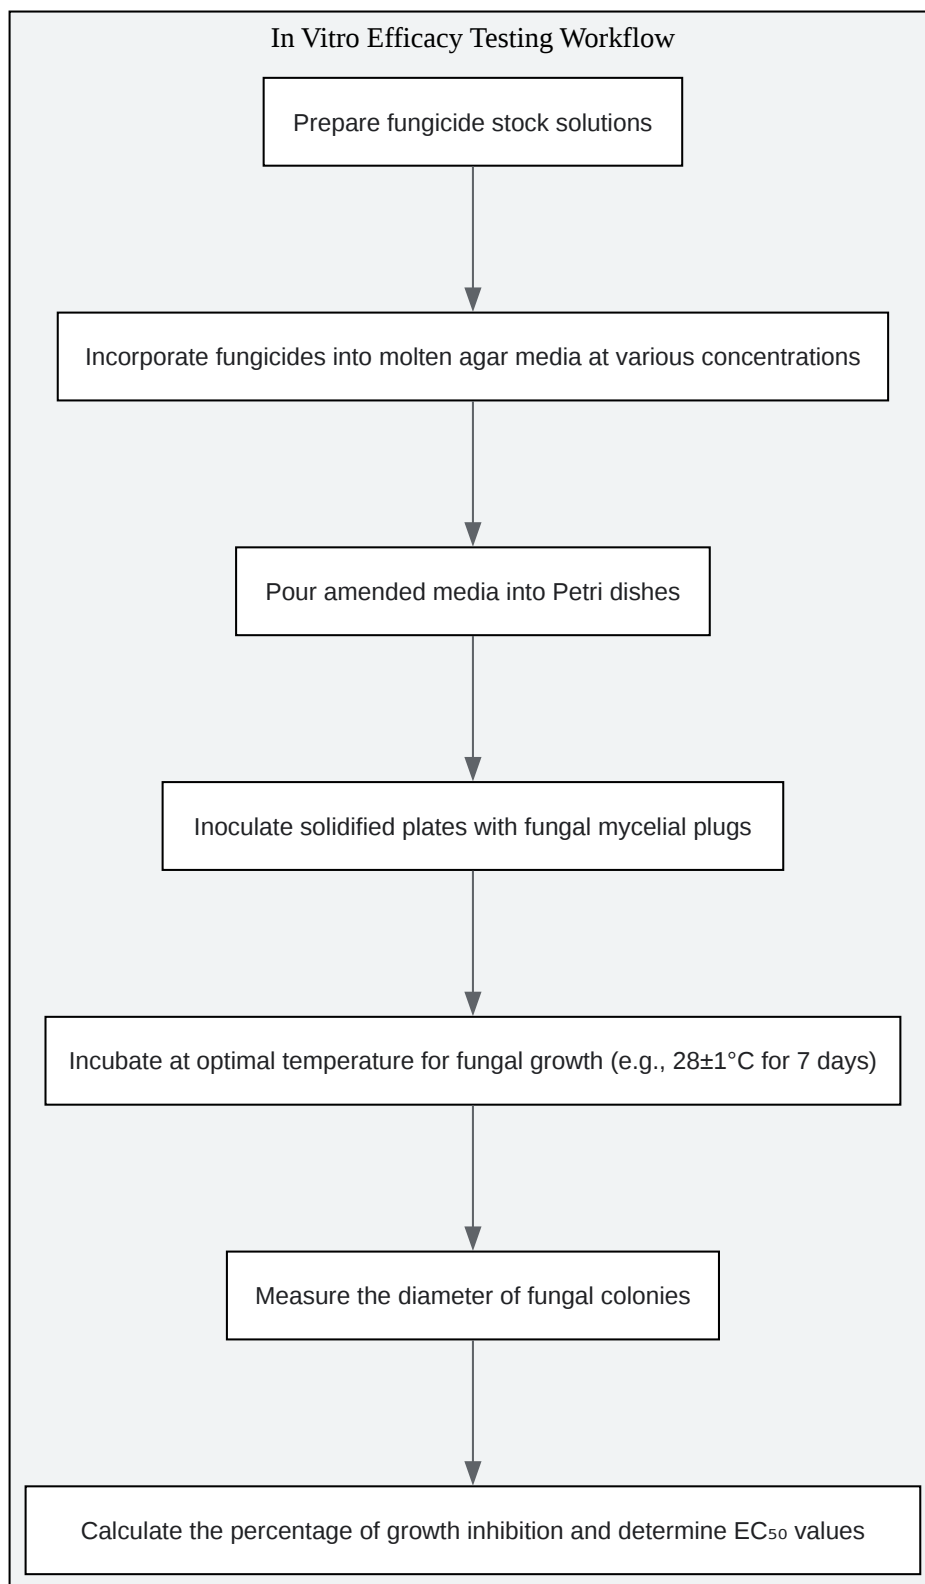 In Vitro Efficacy Testing Workflow
Prepare fungicide stock solutions
Incorporate fungicides into molten agar media at various concentrations
Pour amended media into Petri dishes
Inoculate solidified plates with fungal mycelial plugs
Incubate at optimal temperature for fungal growth (e.g., 28±1°C for 7 days)
Measure the diameter of fungal colonies
Calculate the percentage of growth inhibition and determine EC₅₀ values